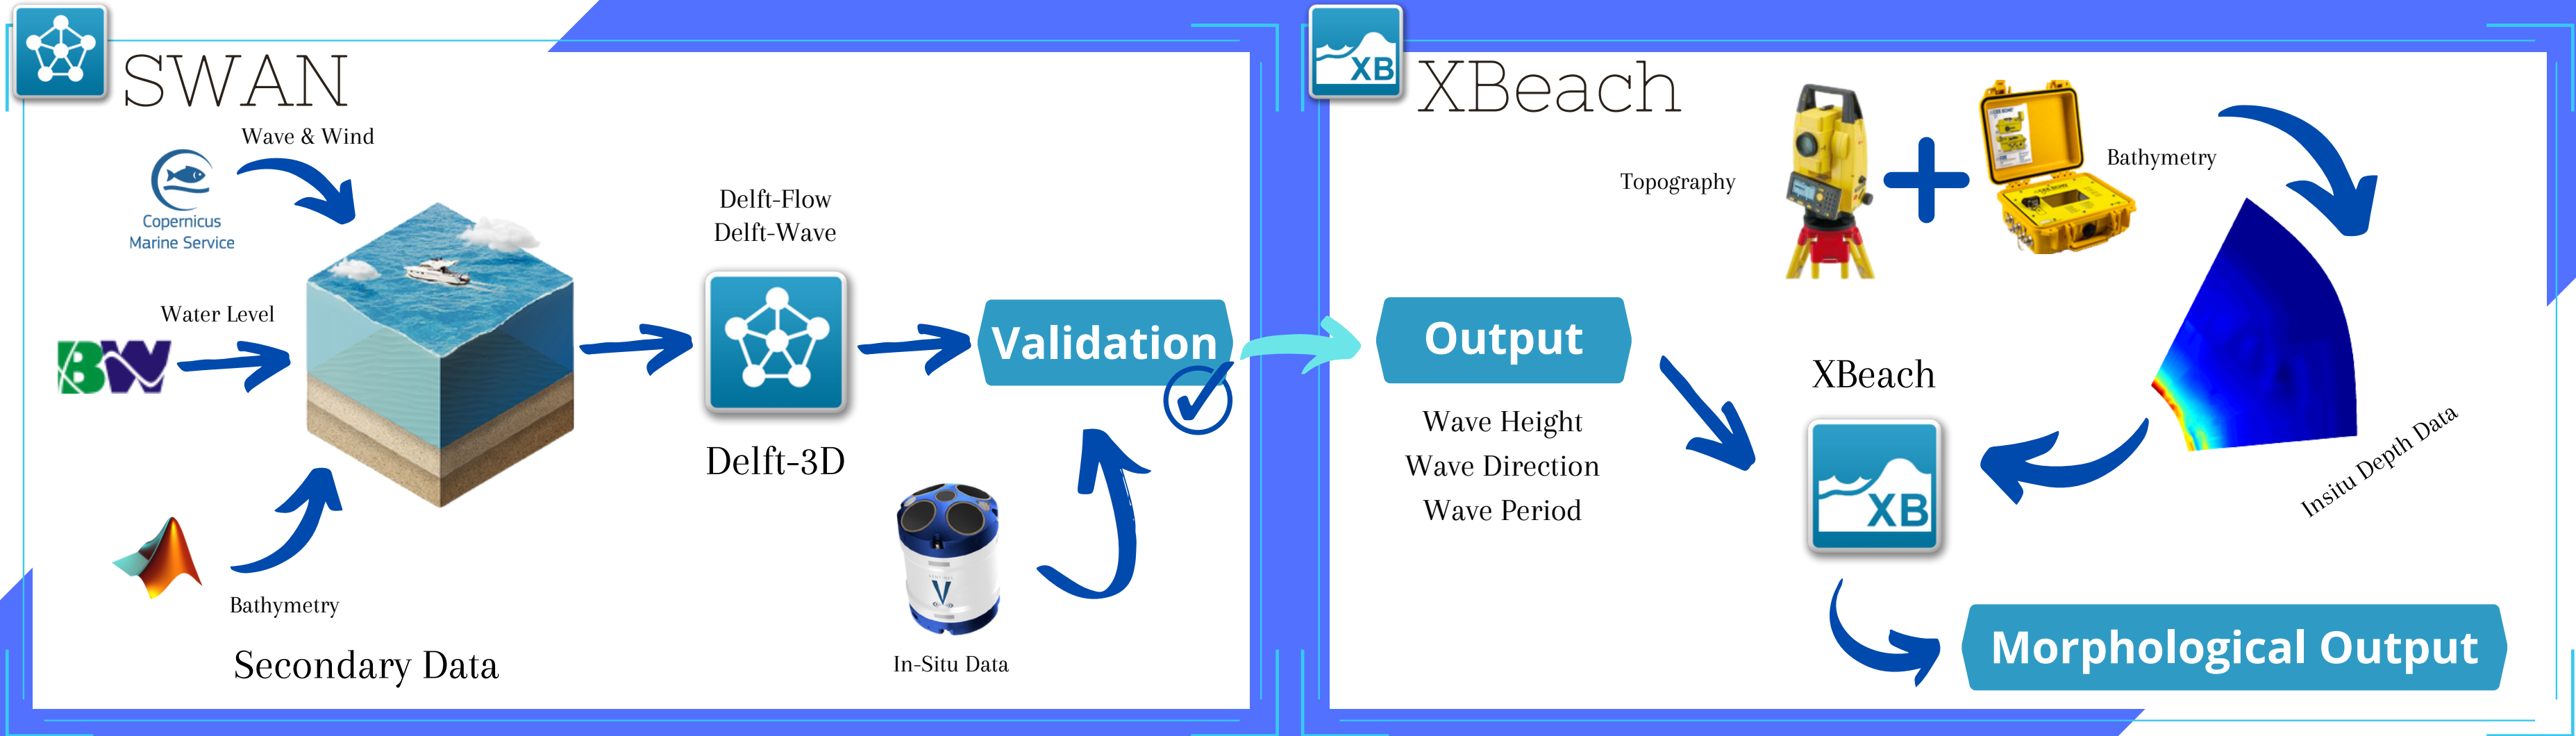 SWAN
Wave & Wind
Copernicus
Marine Service
Water Level
BW
Bathymetry
Secondary Data
Delft-Flow
Delft-Wave
Delft-3D
Validation
V
In-Situ Data
XB
XBeach
Topography
Bathymetry
Output
Wave Height
Wave Direction
Wave Period
XBeach
XB
Insitu Depth Data
Morphological Output